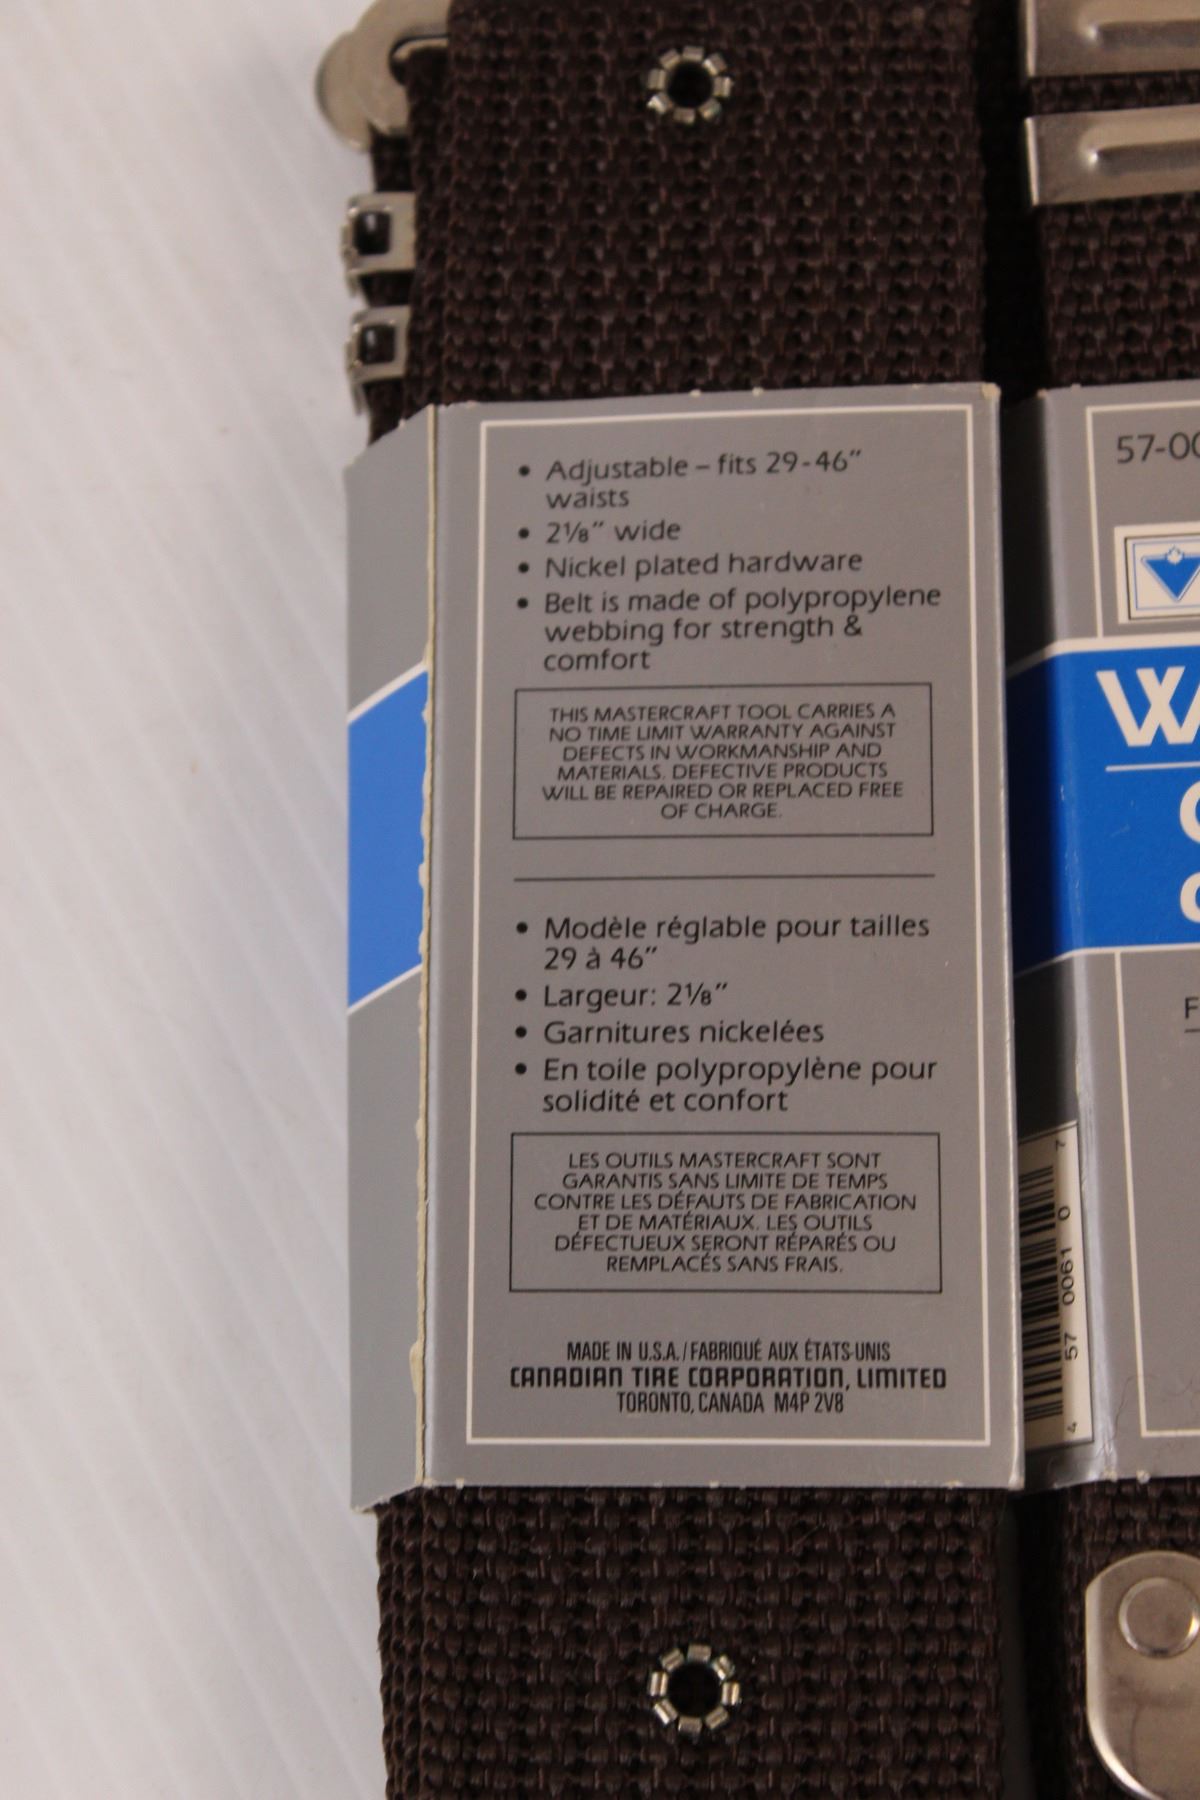 • Adjustable – fits 29-46"
waists
• 2⅛" wide
• Nickel plated hardware
• Belt is made of polypropylene
webbing for strength &
comfort
THIS MASTERCRAFT TOOL CARRIES A
NO TIME LIMIT WARRANTY AGAINST
DEFECTS IN WORKMANSHIP AND
MATERIALS. DEFECTIVE PRODUCTS
WILL BE REPAIRED OR REPLACED FREE
OF CHARGE.
• Modèle réglable pour tailles
29 à 46"
• Largeur: 2⅛"
• Garnitures nickelées
• En toile polypropylène pour
solidité et confort
LES OUTILS MASTERCRAFT SONT
GARANTIS SANS LIMITE DE TEMPS
CONTRE LES DÉFAUTS DE FABRICATION
ET DE MATÉRIAUX. LES OUTILS
DÉFECTUEUX SERONT RÉPARÉS OU
REMPLACÉS SANS FRAIS.
MADE IN U.S.A./FABRIQUÉ AUX ÉTATS-UNIS
CANADIAN TIRE CORPORATION, LIMITED
TORONTO, CANADA M4P 2V8
57-00
4 57 0061 0 7